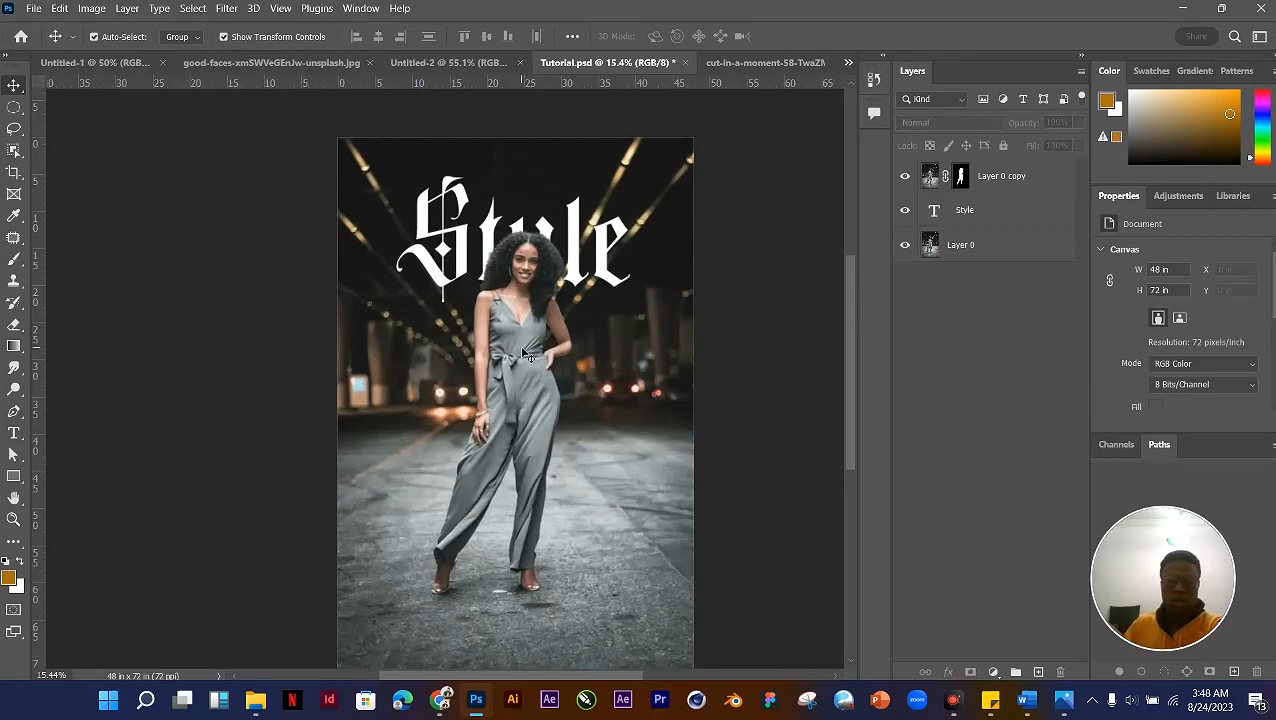 File Edit Image Layer Type Select Filter 3D View Plugins Window Help
Auto-Select: Group Show Transform Controls 3D Mode: Share
Untitled-1 @ 50% (RGB... × good-faces-xmSWVeGEnJw-unsplash.jpg × Untitled-2 @ 55.1% (RGB... × Tutorial.psd @ 15.4% (RGB/8) * × cut-in-a-moment-58-TwaZM
Layers
Color Swatches Gradient Patterns
Kind
Normal Opacity: 100%
Lock: Fill: 100%
Layer 0 copy
Style
Layer 0
Properties Adjustments Libraries
Document
Canvas
W 48 in X 0 in
H 72 in Y 0 in
Resolution: 72 pixels/inch
Mode RGB Color
8 Bits/Channel
Fill
Channels Paths
Style
15.44% 48 in x 72 in (72 ppi)
3:48 AM
8/24/2023